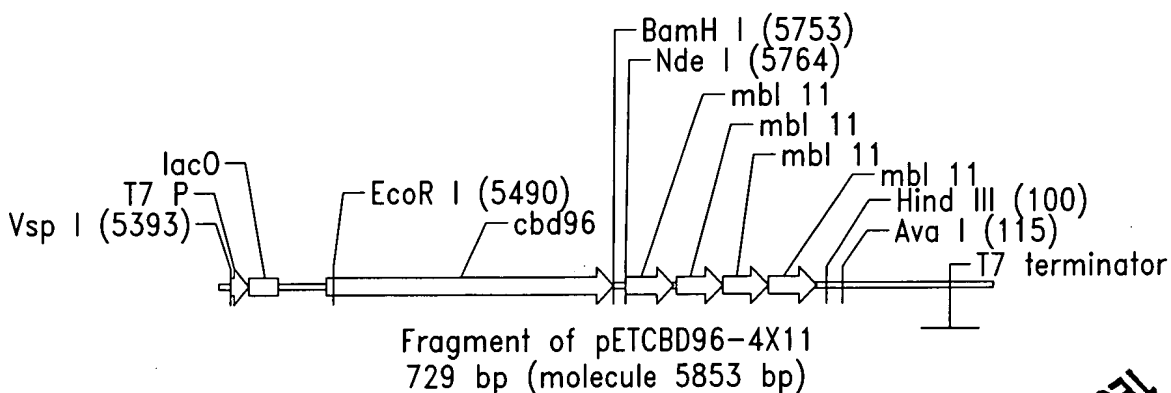 BamH I (5753)
Nde I (5764)
mbl 11
mbl 11
mbl 11
mbl 11
lacO
T7 P
Vsp I (5393)
EcoR I (5490)
cbd96
Hind III (100)
Ava I (115)
T7 terminator
Fragment of pETCBD96-4X11
729 bp (molecule 5853 bp)